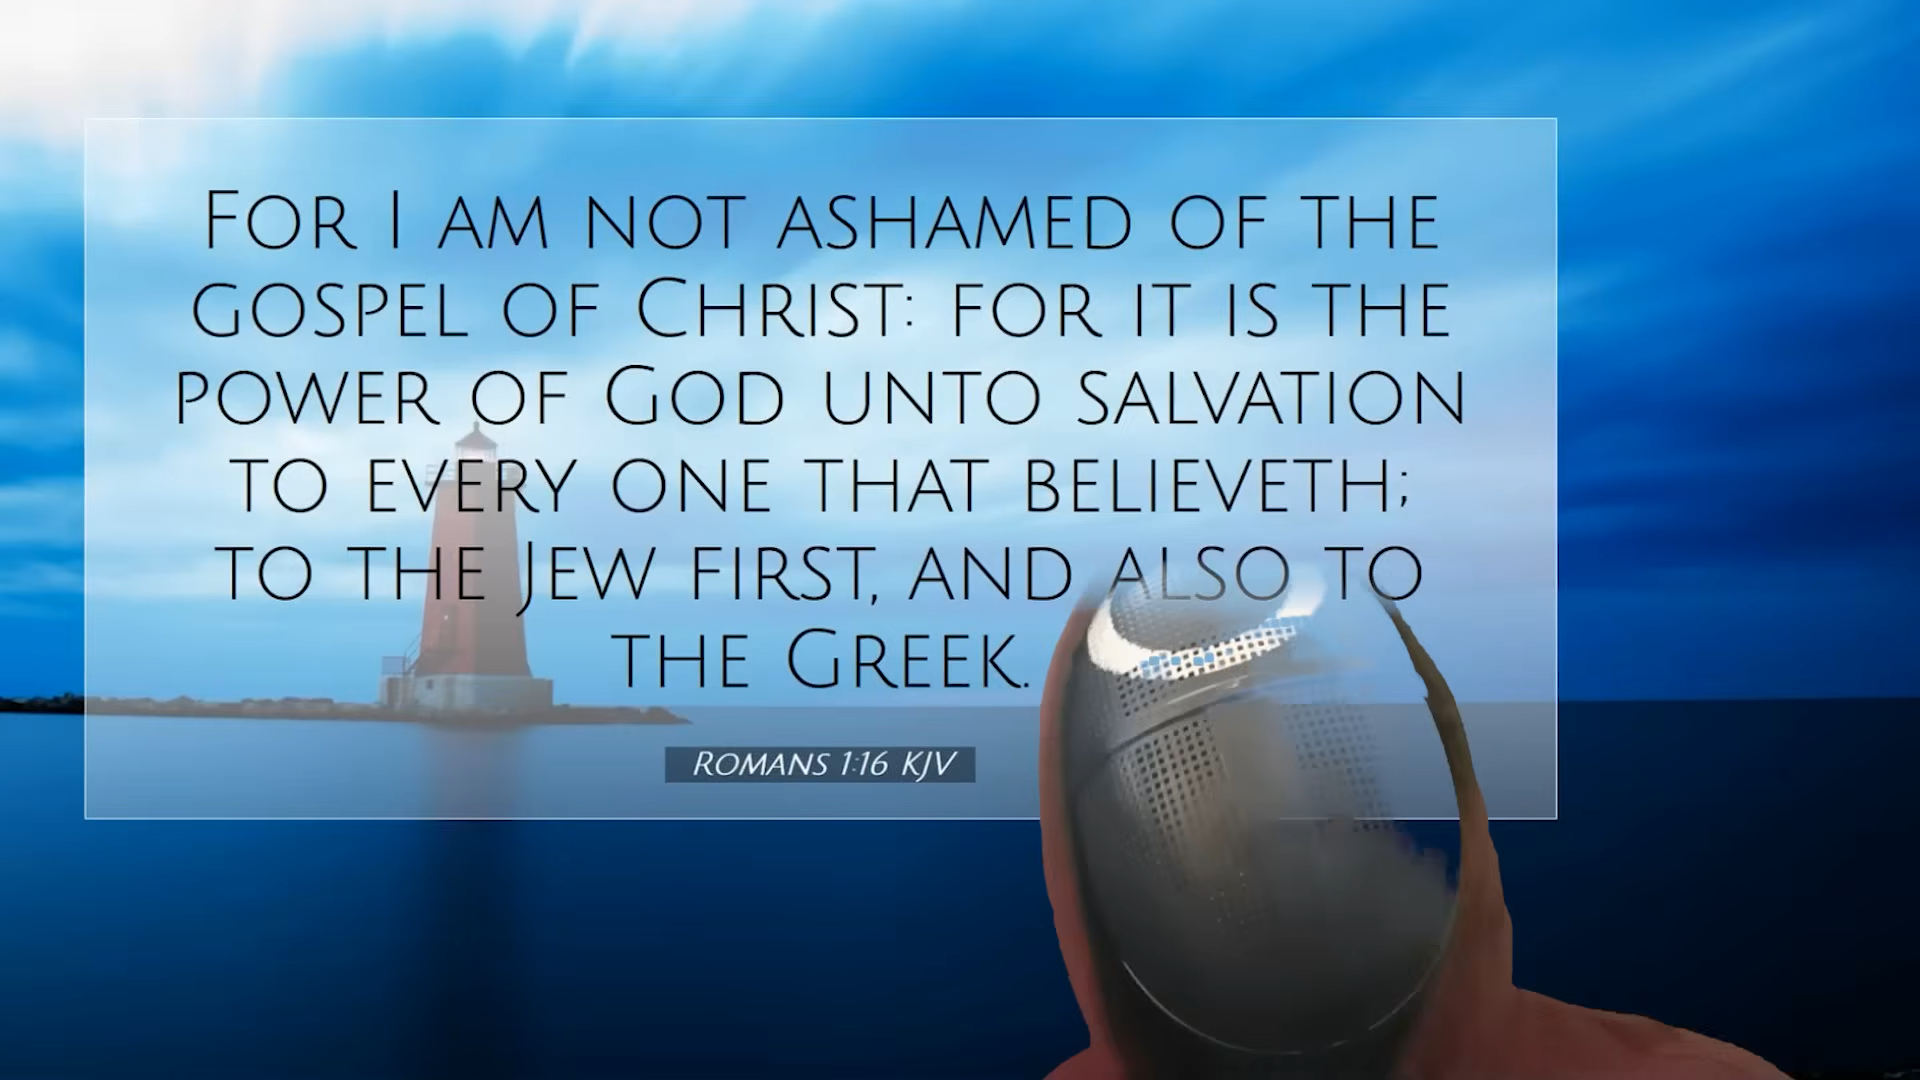 For I am not ashamed of the
gospel of Christ: for it is the
power of God unto salvation
to every one that believeth;
to the Jew first, and also to
the Greek.
Romans 1:16 KJV